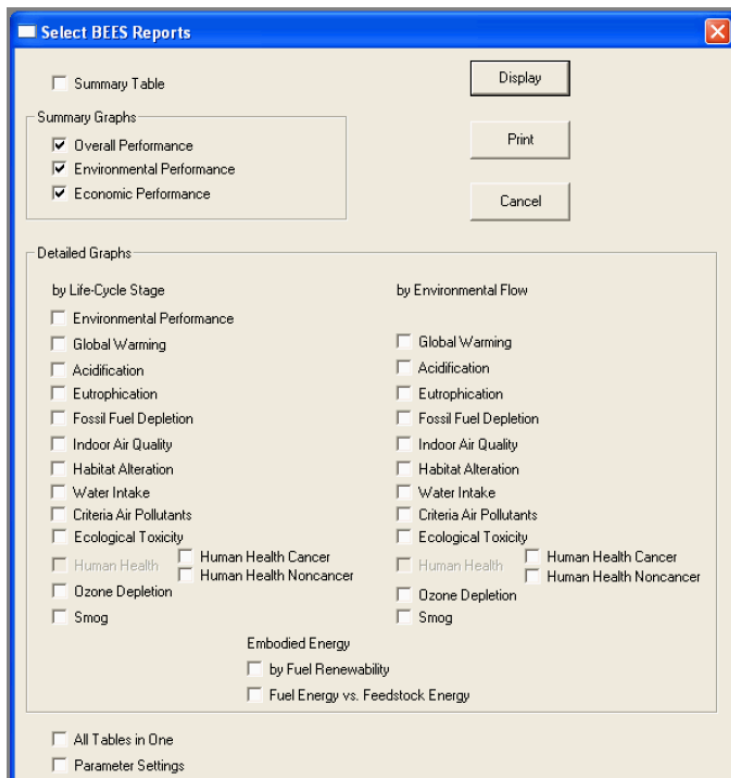 Select BEES Reports
Summary Table
Display
Summary Graphs
Overall Performance
Print
Environmental Performance
Economic Performance
Cancel
Detailed Graphs
by Life-Cycle Stage
by Environmental Flow
Environmental Performance
Global Warming
Global Warming
Acidification
Acidification
Eutrophication
Eutrophication
Fossil Fuel Depletion
Fossil Fuel Depletion
Indoor Air Quality
Indoor Air Quality
Habitat Alteration
Habitat Alteration
Water Intake
Water Intake
Criteria Air Pollutants
Criteria Air Pollutants
Ecological Toxicity
Ecological Toxicity
Human Health
Human Health Cancer
Human Health Noncancer
Human Health
Human Health Cancer
Human Health Noncancer
Ozone Depletion
Ozone Depletion
Smog
Smog
Embodied Energy
by Fuel Renewability
Fuel Energy vs. Feedstock Energy
All Tables in One
Parameter Settings